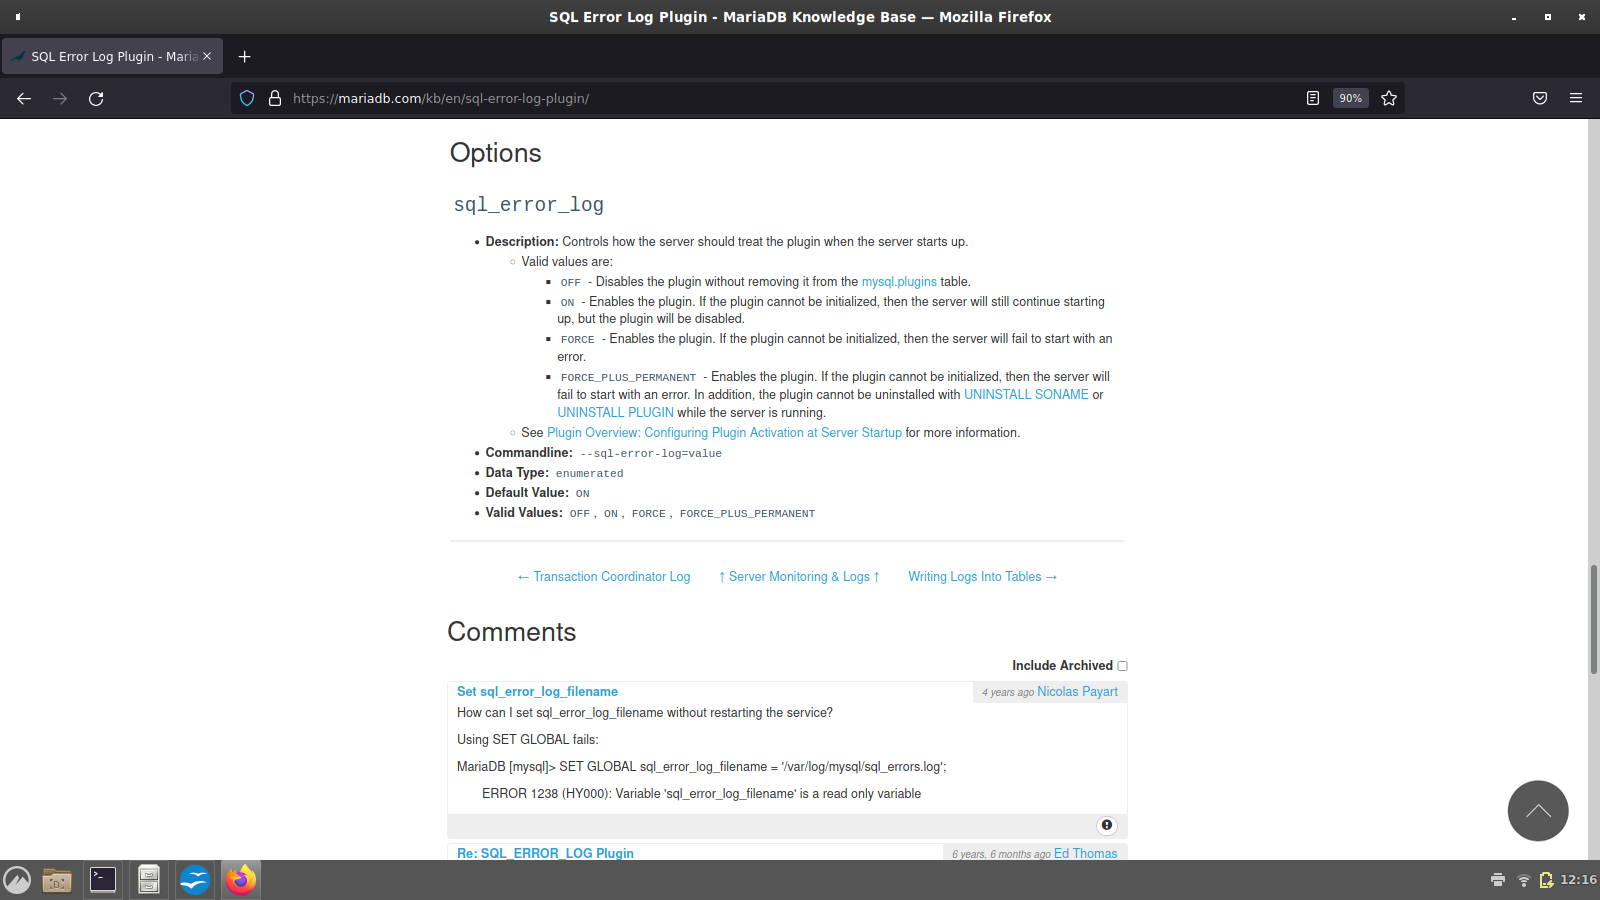 SQL Error Log Plugin - MariaDB Knowledge Base — Mozilla Firefox
SQL Error Log Plugin - Maria
https://mariadb.com/kb/en/sql-error-log-plugin/
90%
Options
sql_error_log
Description: Controls how the server should treat the plugin when the server starts up.
Valid values are:
OFF - Disables the plugin without removing it from the mysql.plugins table.
ON - Enables the plugin. If the plugin cannot be initialized, then the server will still continue starting
up, but the plugin will be disabled.
FORCE - Enables the plugin. If the plugin cannot be initialized, then the server will fail to start with an
error.
FORCE_PLUS_PERMANENT - Enables the plugin. If the plugin cannot be initialized, then the server will
fail to start with an error. In addition, the plugin cannot be uninstalled with UNINSTALL SONAME or
UNINSTALL PLUGIN while the server is running.
See Plugin Overview: Configuring Plugin Activation at Server Startup for more information.
Commandline: --sql-error-log=value
Data Type: enumerated
Default Value: ON
Valid Values: OFF, ON, FORCE, FORCE_PLUS_PERMANENT
← Transaction Coordinator Log ↑ Server Monitoring & Logs ↑ Writing Logs Into Tables →
Comments
Include Archived
Set sql_error_log_filename 4 years ago Nicolas Payart
How can I set sql_error_log_filename without restarting the service?
Using SET GLOBAL fails:
MariaDB [mysql]> SET GLOBAL sql_error_log_filename = '/var/log/mysql/sql_errors.log';
ERROR 1238 (HY000): Variable 'sql_error_log_filename' is a read only variable
Re: SQL_ERROR_LOG Plugin 6 years, 6 months ago Ed Thomas
12:16